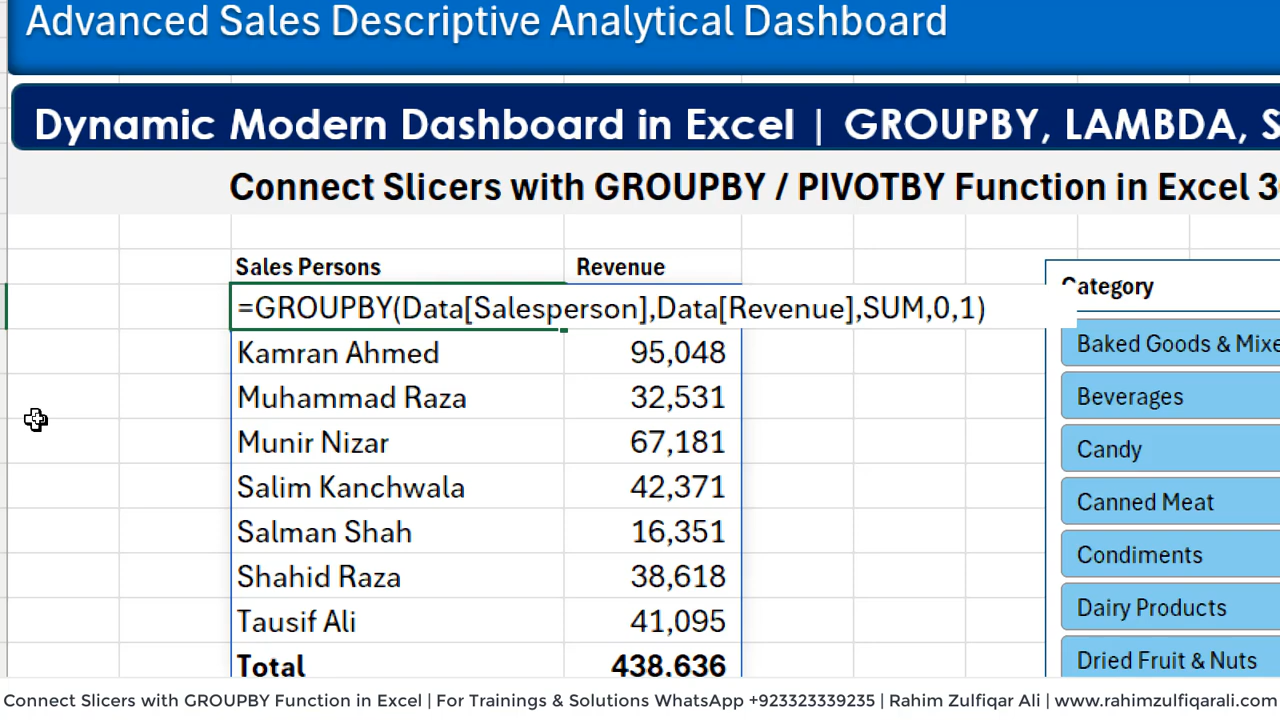 Advanced Sales Descriptive Analytical Dashboard
Dynamic Modern Dashboard in Excel | GROUPBY, LAMBDA, S
Connect Slicers with GROUPBY / PIVOTBY Function in Excel 3
Sales Persons Revenue
=GROUPBY(Data[Salesperson],Data[Revenue],SUM,0,1)
Kamran Ahmed 95,048
Muhammad Raza 32,531
Munir Nizar 67,181
Salim Kanchwala 42,371
Salman Shah 16,351
Shahid Raza 38,618
Tausif Ali 41,095
Total 438,636
Category
Baked Goods & Mixe
Beverages
Candy
Canned Meat
Condiments
Dairy Products
Dried Fruit & Nuts
Connect Slicers with GROUPBY Function in Excel | For Trainings & Solutions WhatsApp +923323339235 | Rahim Zulfiqar Ali | www.rahimzulfiqarali.com